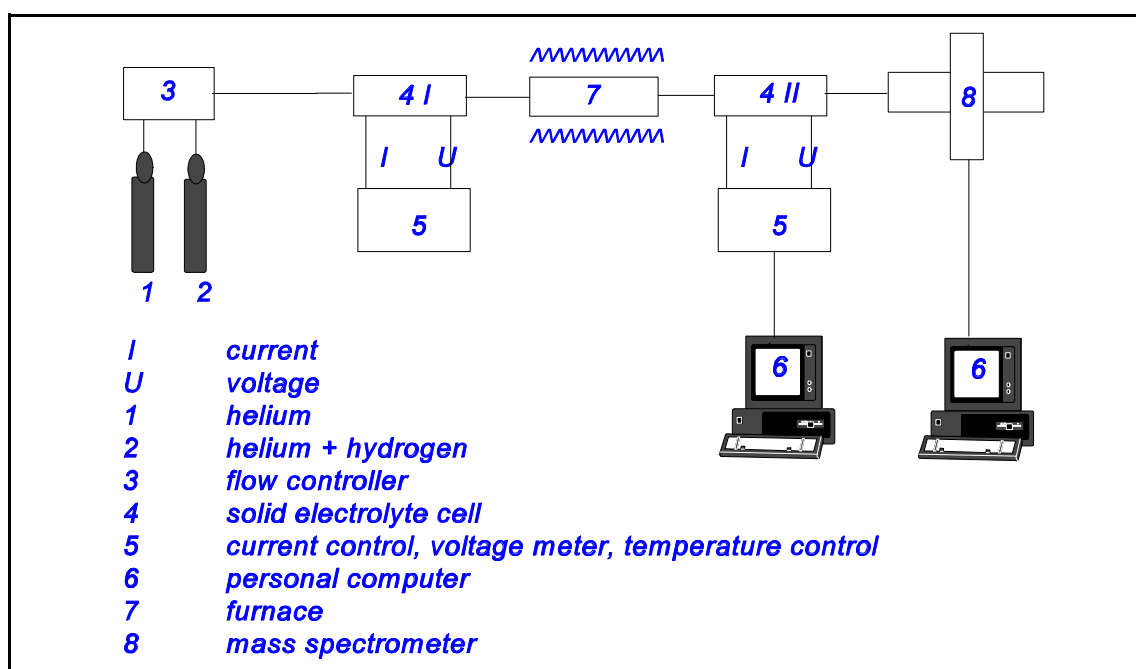 3
4 I
7
4 II
8
I
U
I
U
5
5
1
2
6
6
I current
U voltage
1 helium
2 helium + hydrogen
3 flow controller
4 solid electrolyte cell
5 current control, voltage meter, temperature control
6 personal computer
7 furnace
8 mass spectrometer